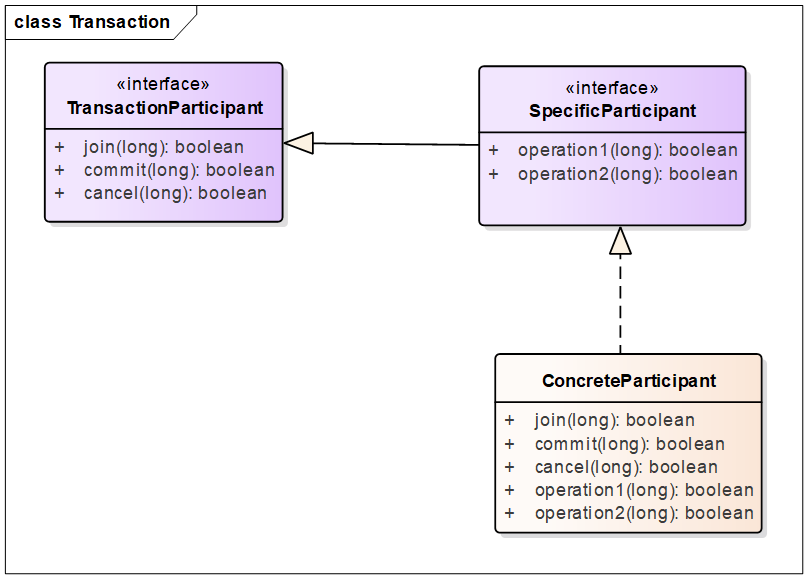 class Transaction
«interface»
TransactionParticipant
+ join(long): boolean
+ commit(long): boolean
+ cancel(long): boolean
«interface»
SpecificParticipant
+ operation1(long): boolean
+ operation2(long): boolean
ConcreteParticipant
+ join(long): boolean
+ commit(long): boolean
+ cancel(long): boolean
+ operation1(long): boolean
+ operation2(long): boolean